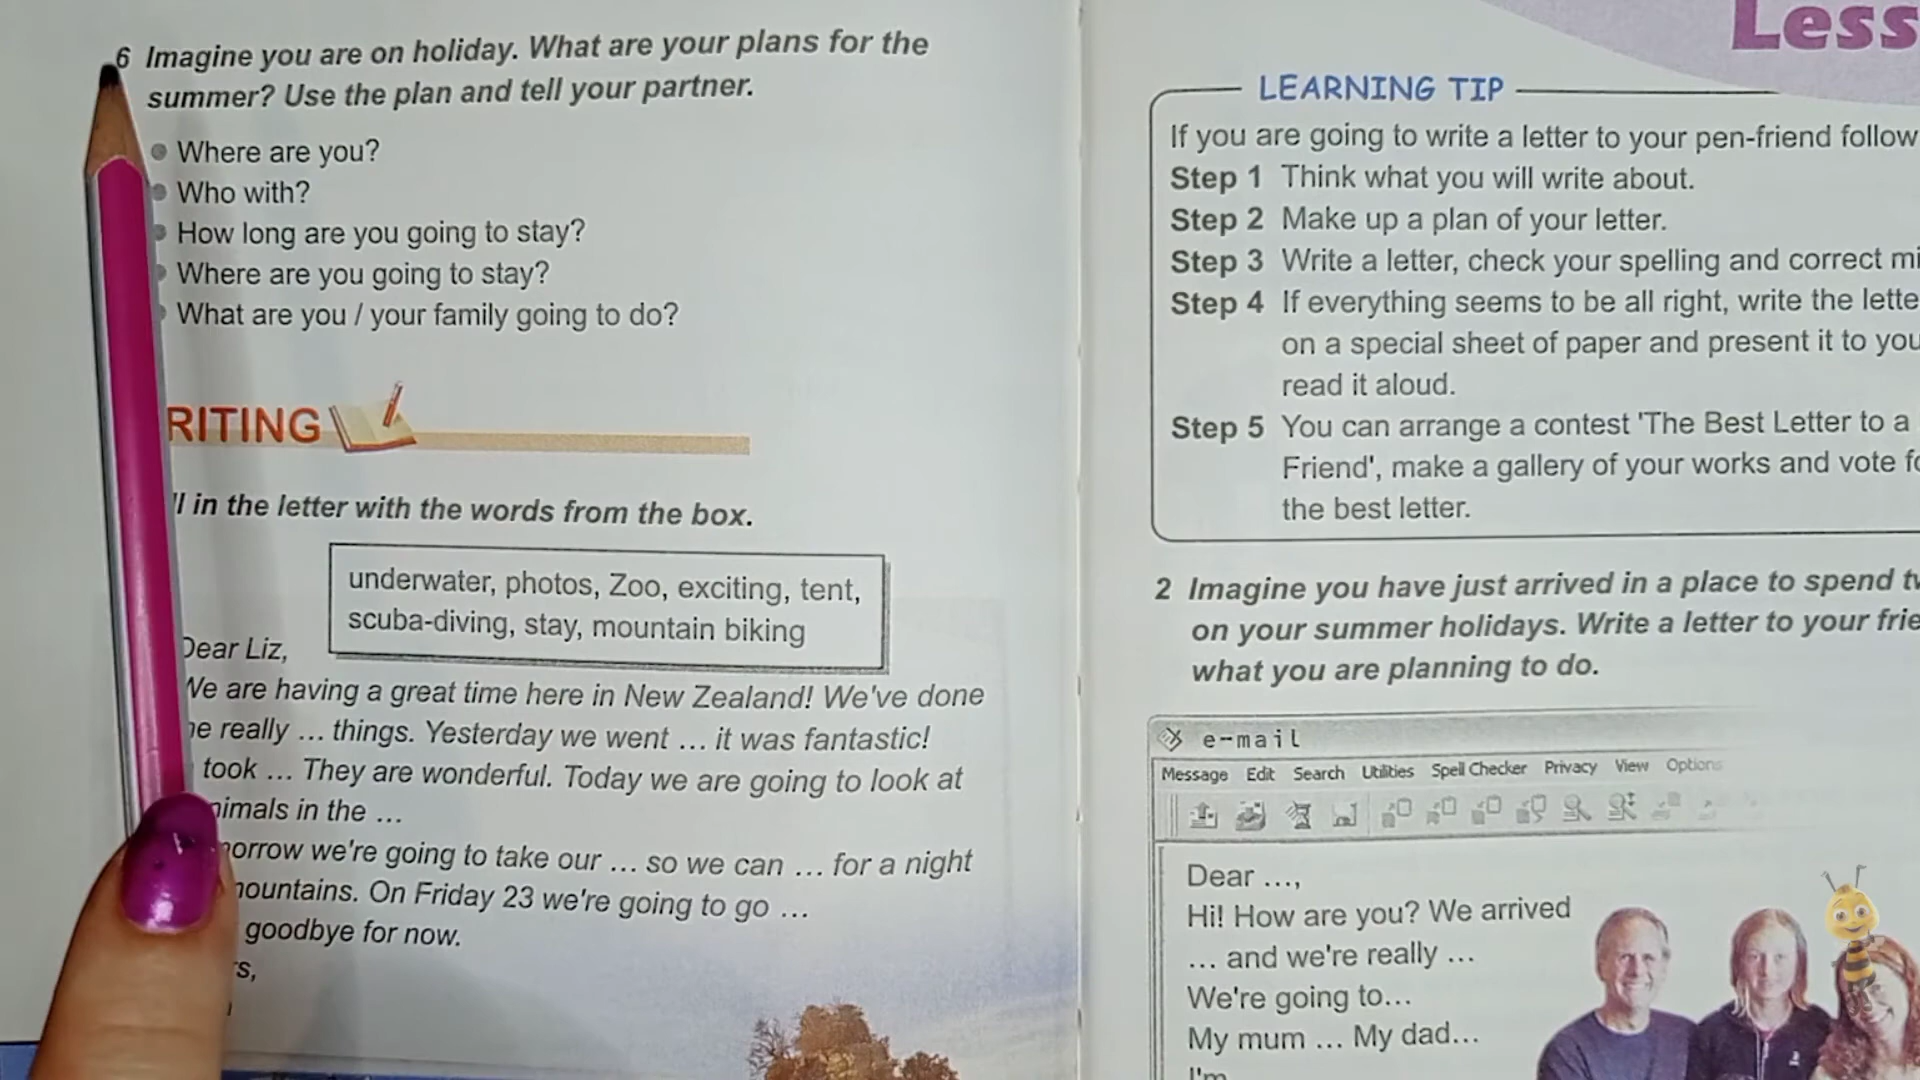 6 Imagine you are on holiday. What are your plans for the
summer? Use the plan and tell your partner.
Where are you?
Who with?
How long are you going to stay?
Where are you going to stay?
What are you / your family going to do?
RITING
in the letter with the words from the box.
underwater, photos, Zoo, exciting, tent,
scuba-diving, stay, mountain biking
Dear Liz,
We are having a great time here in New Zealand! We've done
really ... things. Yesterday we went ... it was fantastic!
took ... They are wonderful. Today we are going to look at
nimals in the ...
orrow we're going to take our ... so we can ... for a night
mountains. On Friday 23 we're going to go ...
goodbye for now.
s,
Less
LEARNING TIP
If you are going to write a letter to your pen-friend follow
Step 1 Think what you will write about.
Step 2 Make up a plan of your letter.
Step 3 Write a letter, check your spelling and correct mi
Step 4 If everything seems to be all right, write the lette
on a special sheet of paper and present it to you
read it aloud.
Step 5 You can arrange a contest 'The Best Letter to a
Friend', make a gallery of your works and vote fo
the best letter.
2 Imagine you have just arrived in a place to spend tw
on your summer holidays. Write a letter to your frie
what you are planning to do.
e-mail
Message Edit Search Utilities Spell Checker Privacy View Options
Dear ...,
Hi! How are you? We arrived
... and we're really ...
We're going to...
My mum ... My dad...
I'm